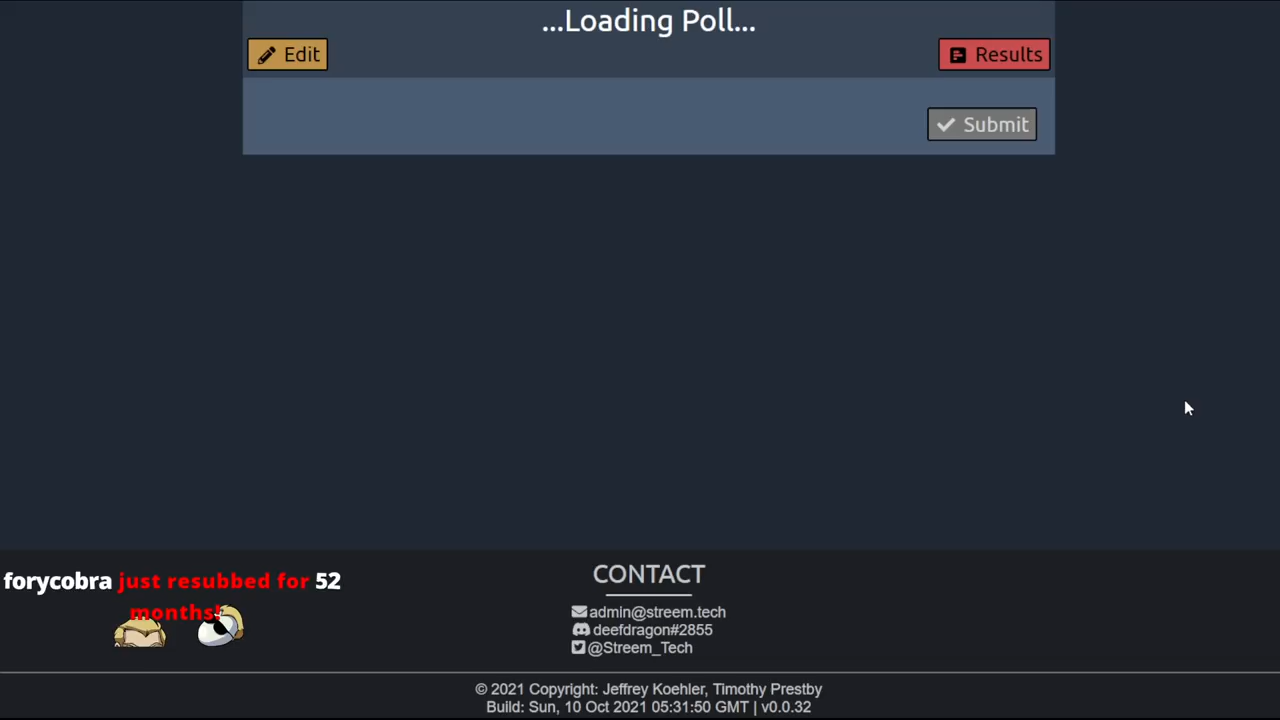 ...Loading Poll...
Edit
Results
Submit
forycobra just resubbed for 52
months!
CONTACT
admin@streem.tech
deefdragon#2855
@Streem_Tech
© 2021 Copyright: Jeffrey Koehler, Timothy Prestby
Build: Sun, 10 Oct 2021 05:31:50 GMT | v0.0.32